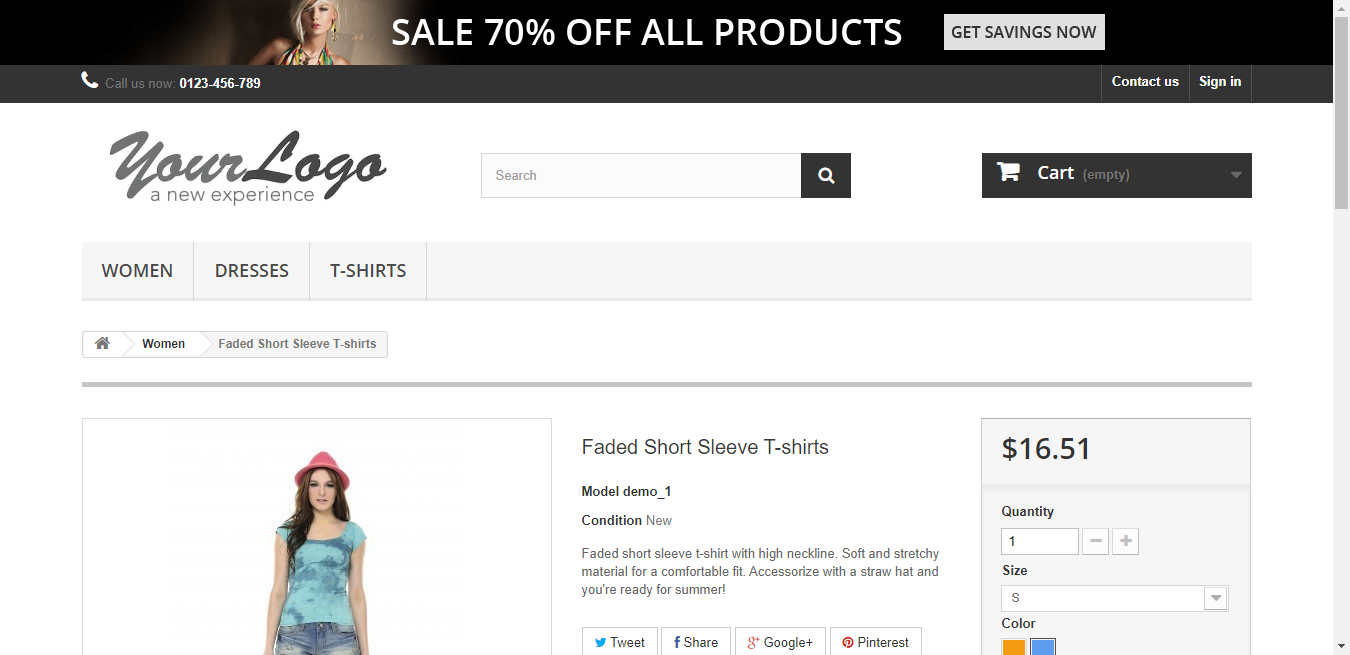 SALE 70% OFF ALL PRODUCTS
GET SAVINGS NOW
Call us now: 0123-456-789
Contact us
Sign in
YourLogo
a new experience
Search
Cart (empty)
WOMEN
DRESSES
T-SHIRTS
Women
Faded Short Sleeve T-shirts
Faded Short Sleeve T-shirts
Model demo_1
Condition New
Faded short sleeve t-shirt with high neckline. Soft and stretchy
material for a comfortable fit. Accessorize with a straw hat and
you're ready for summer!
Tweet
Share
Google+
Pinterest
$16.51
Quantity
1
Size
S
Color